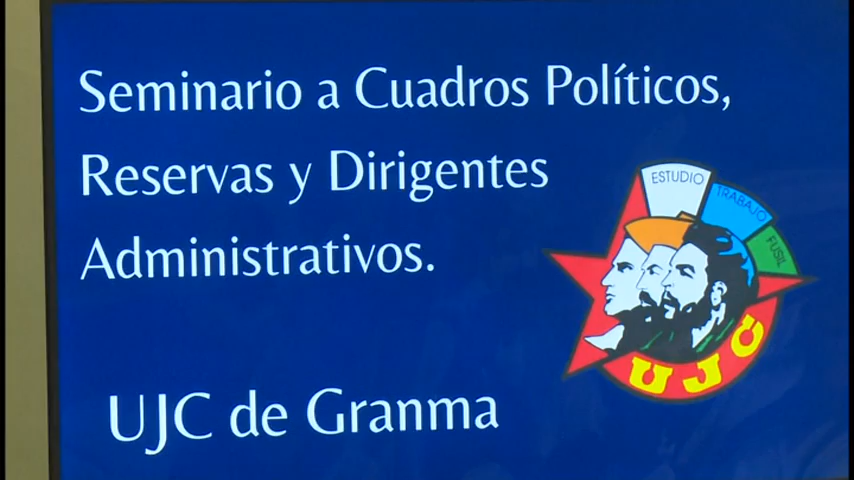 Seminario a Cuadros Políticos,
Reservas y Dirigentes
Administrativos.
ESTUDIO
TRABAJO
FUSIL
UJC
UJC de Granma